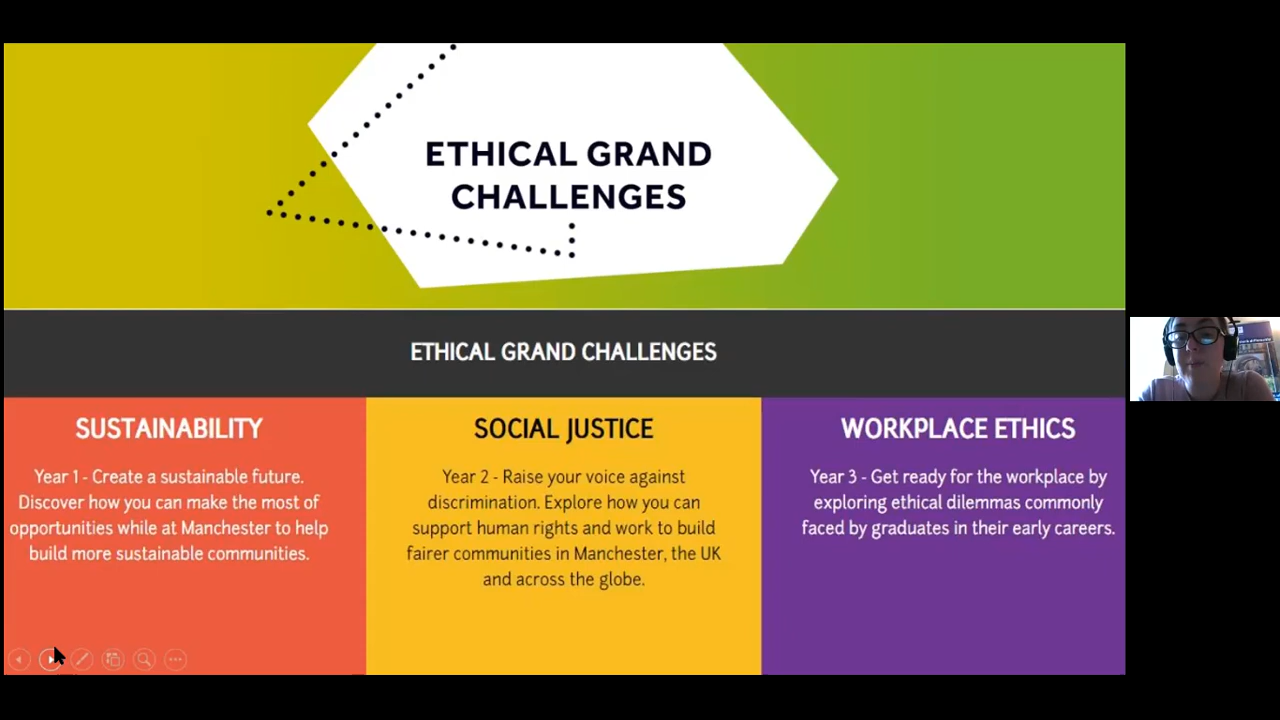 ETHICAL GRAND
CHALLENGES
ETHICAL GRAND CHALLENGES
SUSTAINABILITY
Year 1 - Create a sustainable future.
Discover how you can make the most of
opportunities while at Manchester to help
build more sustainable communities.
SOCIAL JUSTICE
Year 2 - Raise your voice against
discrimination. Explore how you can
support human rights and work to build
fairer communities in Manchester, the UK
and across the globe.
WORKPLACE ETHICS
Year 3 - Get ready for the workplace by
exploring ethical dilemmas commonly
faced by graduates in their early careers.